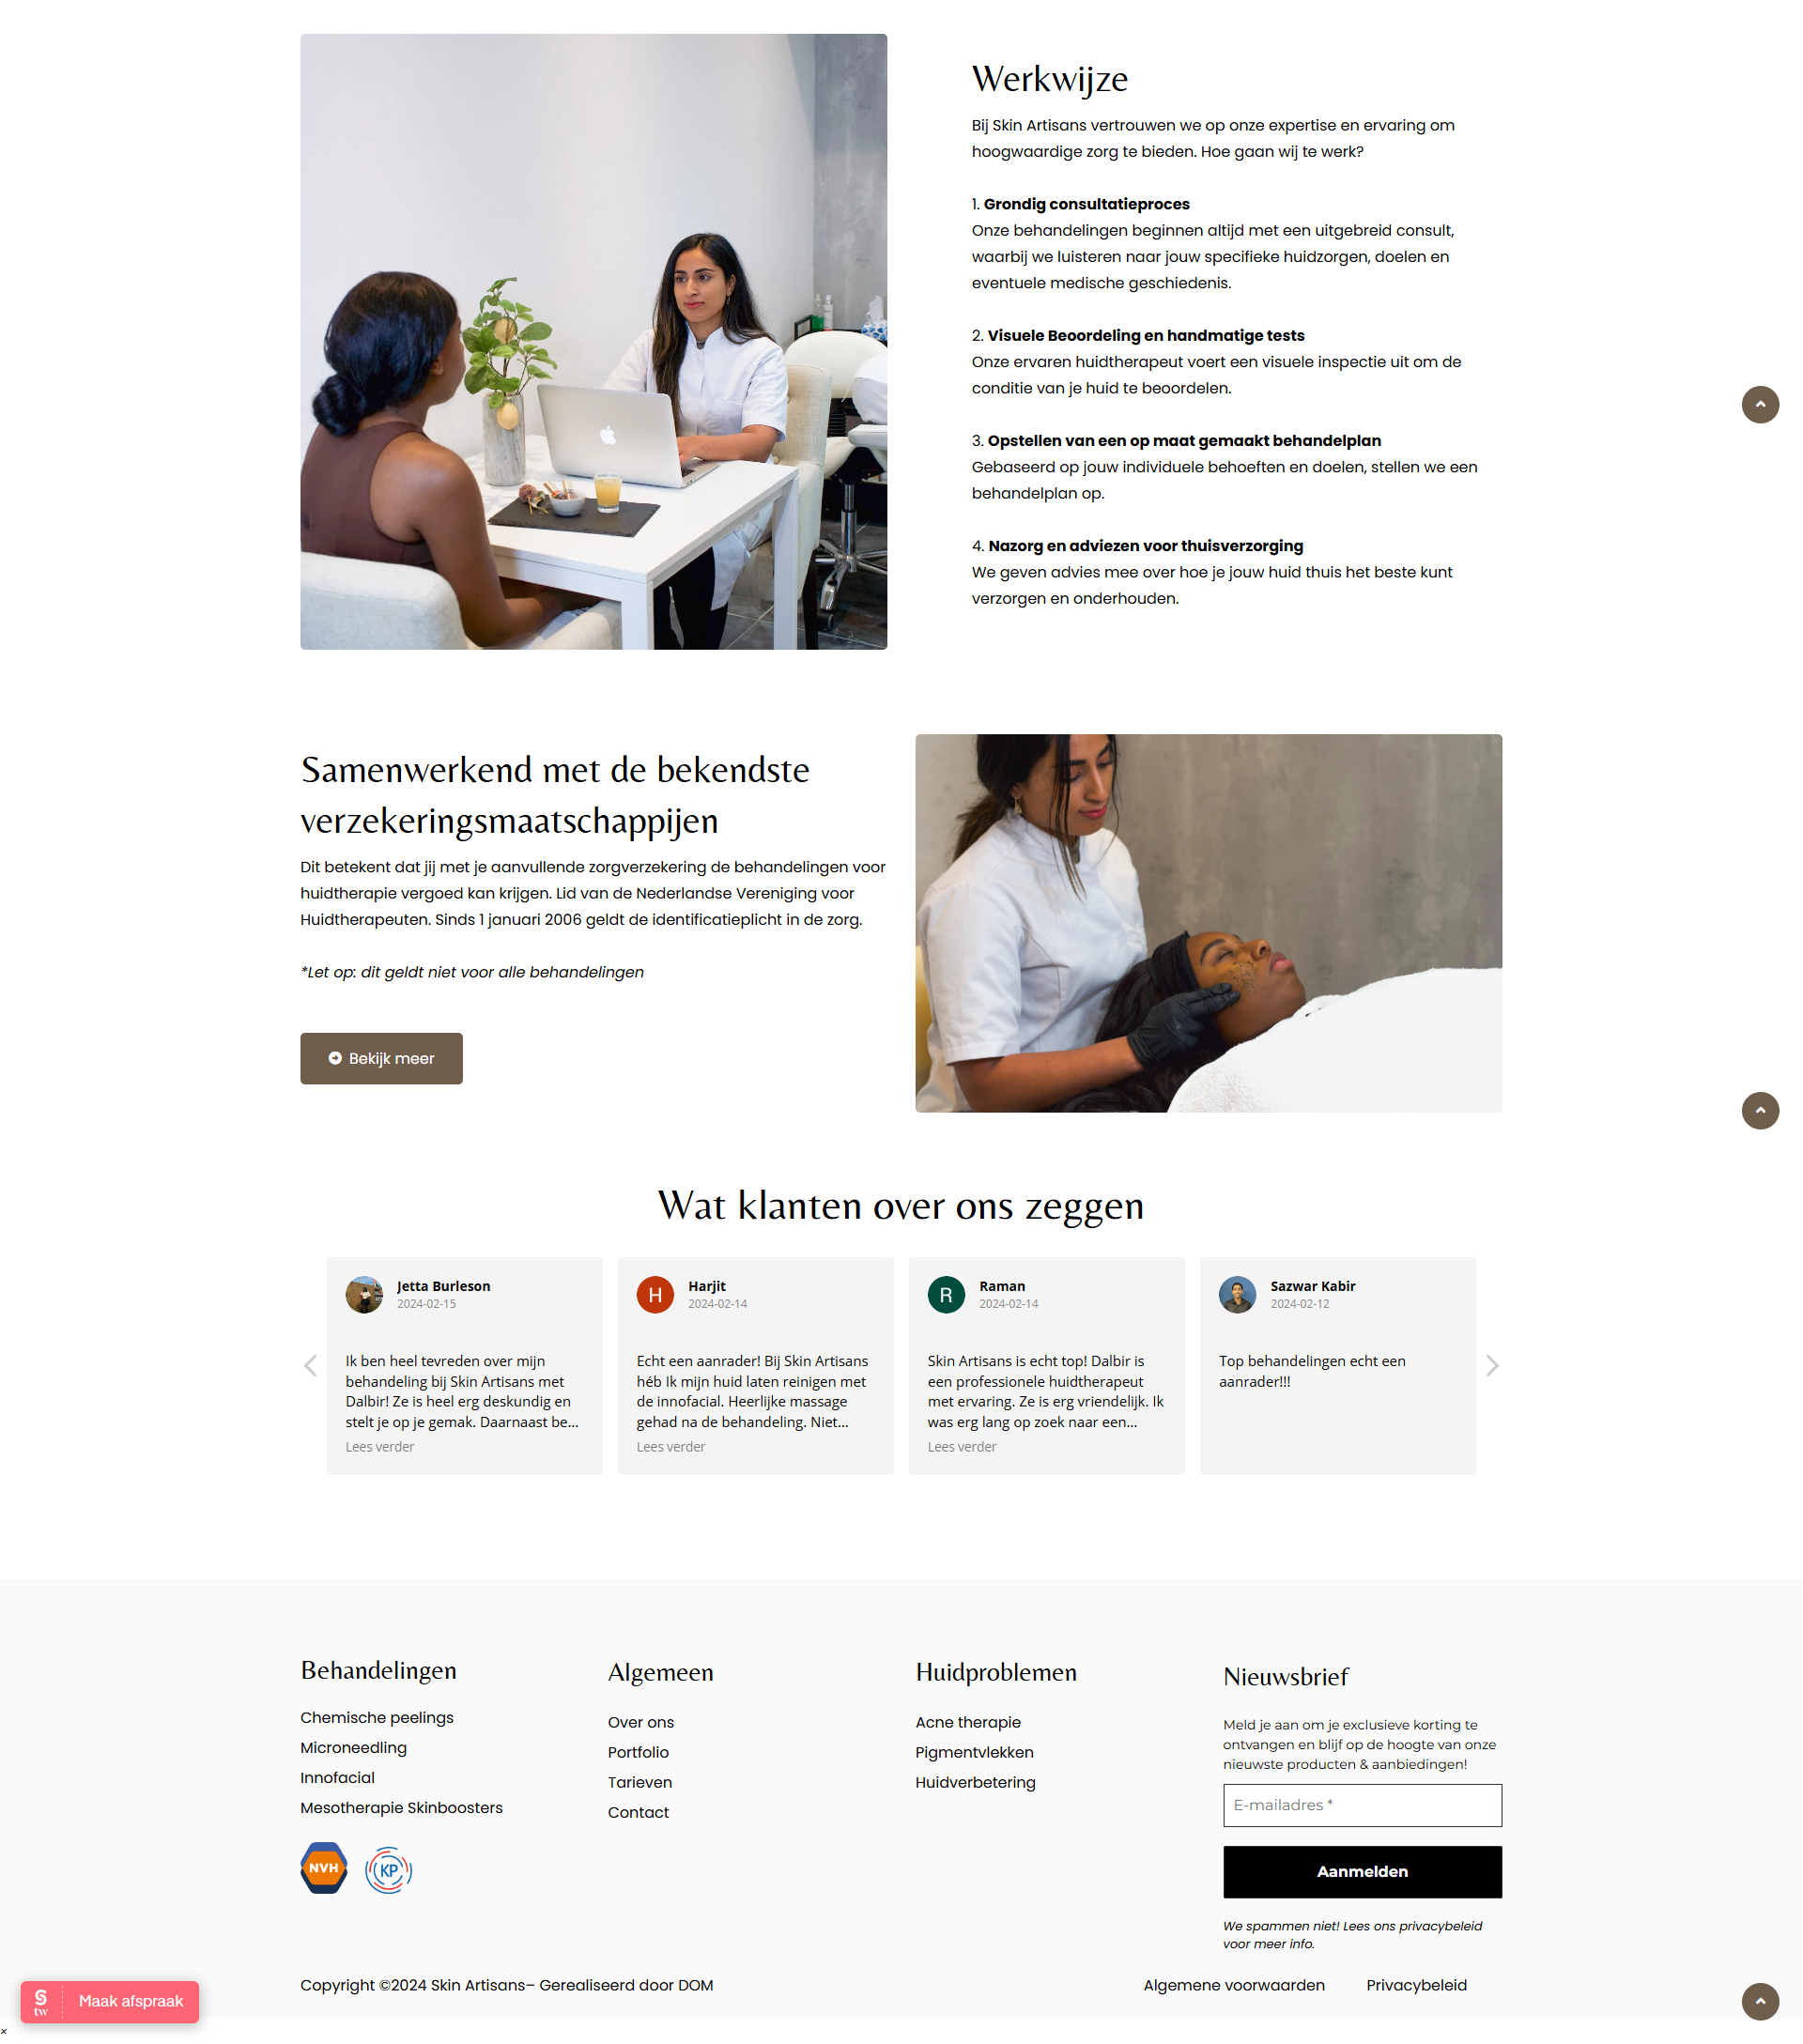 Werkwijze
Bij Skin Artisans vertrouwen we op onze expertise en ervaring om
hoogwaardige zorg te bieden. Hoe gaan wij te werk?
1. Grondig consultatieproces
Onze behandelingen beginnen altijd met een uitgebreid consult,
waarbij we luisteren naar jouw specifieke huidzorgen, doelen en
eventuele medische geschiedenis.
2. Visuele Beoordeling en handmatige tests
Onze ervaren huidtherapeut voert een visuele inspectie uit om de
conditie van je huid te beoordelen.
3. Opstellen van een op maat gemaakt behandelplan
Gebaseerd op jouw individuele behoeften en doelen, stellen we een
behandelplan op.
4. Nazorg en adviezen voor thuisverzorging
We geven advies mee over hoe je jouw huid thuis het beste kunt
verzorgen en onderhouden.
Samenwerkend met de bekendste
verzekeringsmaatschappijen
Dit betekent dat jij met je aanvullende zorgverzekering de behandelingen voor
huidtherapie vergoed kan krijgen. Lid van de Nederlandse Vereniging voor
Huidtherapeuten. Sinds 1 januari 2006 geldt de identificatieplicht in de zorg.
*Let op: dit geldt niet voor alle behandelingen
Bekijk meer
Wat klanten over ons zeggen
Jetta Burleson
2024-02-15
Ik ben heel tevreden over mijn
behandeling bij Skin Artisans met
Dalbir! Ze is heel erg deskundig en
stelt je op je gemak. Daarnaast be...
Lees verder
H
Harjit
2024-02-14
Echt een aanrader! Bij Skin Artisans
héb Ik mijn huid laten reinigen met
de innofacial. Heerlijke massage
gehad na de behandeling. Niet...
Lees verder
R
Raman
2024-02-14
Skin Artisans is echt top! Dalbir is
een professionele huidtherapeut
met ervaring. Ze is erg vriendelijk. Ik
was erg lang op zoek naar een...
Lees verder
Sazwar Kabir
2024-02-12
Top behandelingen echt een
aanrader!!!
Behandelingen
Chemische peelings
Microneedling
Innofacial
Mesotherapie Skinboosters
NVH
KP
Algemeen
Over ons
Portfolio
Tarieven
Contact
Huidproblemen
Acne therapie
Pigmentvlekken
Huidverbetering
Nieuwsbrief
Meld je aan om je exclusieve korting te
ontvangen en blijf op de hoogte van onze
nieuwste producten & aanbiedingen!
E-mailadres *
Aanmelden
We spammen niet! Lees ons privacybeleid
voor meer info.
Copyright ©2024 Skin Artisans– Gerealiseerd door DOM
Algemene voorwaarden
Privacybeleid
tw
Maak afspraak
×